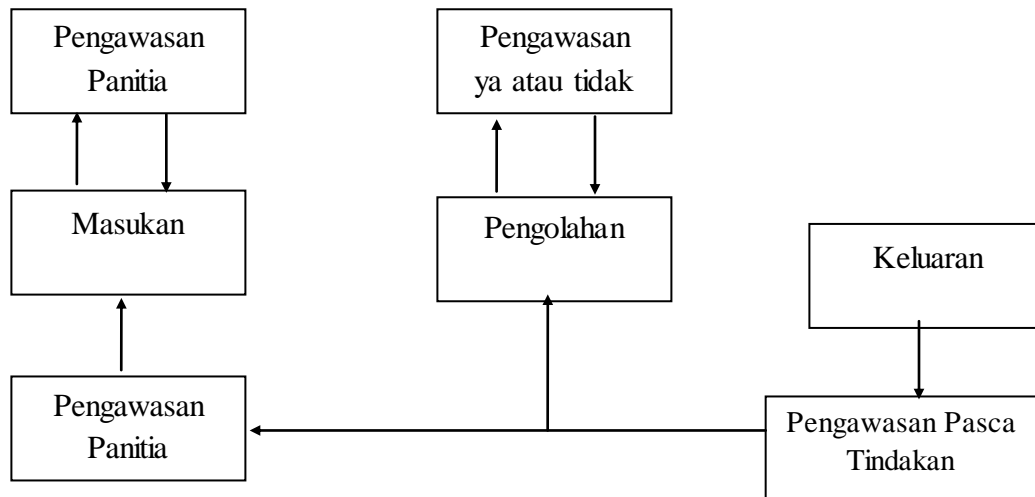 Pengawasan
Panitia
Pengawasan
ya atau tidak
Masukan
Pengolahan
Keluaran
Pengawasan
Panitia
Pengawasan Pasca
Tindakan